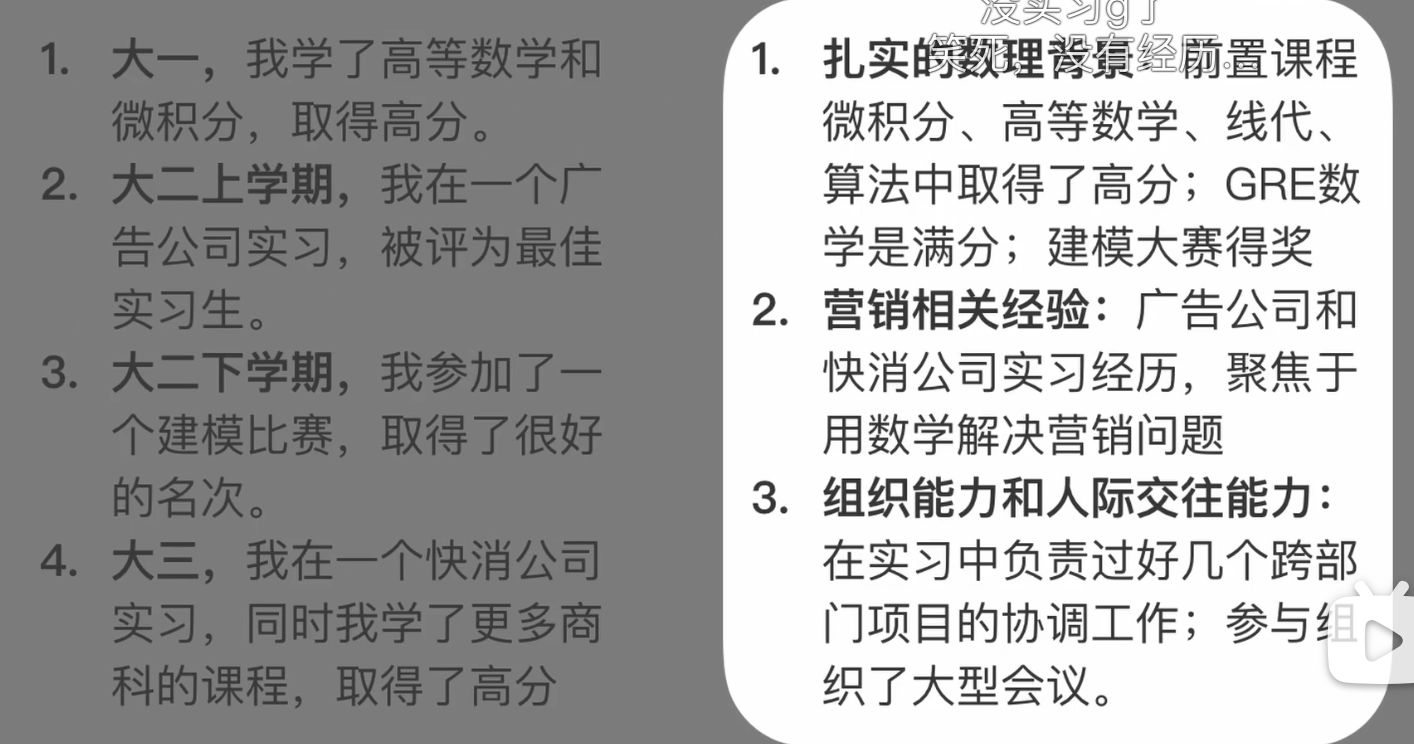 1. 大一，我学了高等数学和
微积分，取得高分。
2. 大二上学期，我在一个广
告公司实习，被评为最佳
实习生。
3. 大二下学期，我参加了一
个建模比赛，取得了很好
的名次。
4. 大三，我在一个快消公司
实习，同时我学了更多商
科的课程，取得了高分
没实习g了
笑死，没有经历...
1. 扎实的数理背景：前置课程
微积分、高等数学、线代、
算法中取得了高分；GRE数
学是满分；建模大赛得奖
2. 营销相关经验：广告公司和
快消公司实习经历，聚焦于
用数学解决营销问题
3. 组织能力和人际交往能力：
在实习中负责过好几个跨部
门项目的协调工作；参与组
织了大型会议。